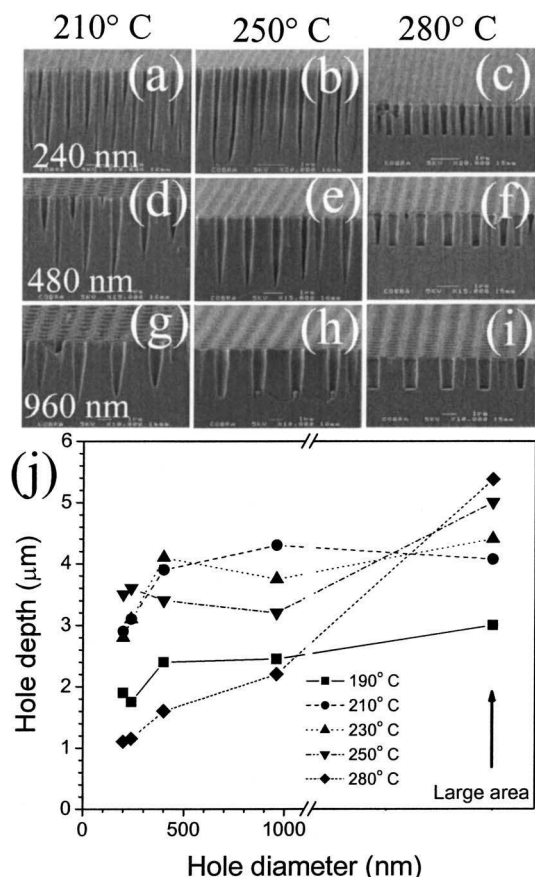 210° C 250° C 280° C
(a) (b) (c)
240 nm
(d) (e) (f)
480 nm
(g) (h) (i)
960 nm
(j)
6
5
4
3
2
1
0
Hole depth (μm)
190° C
210° C
230° C
250° C
280° C
Large area
0 500 1000
Hole diameter (nm)